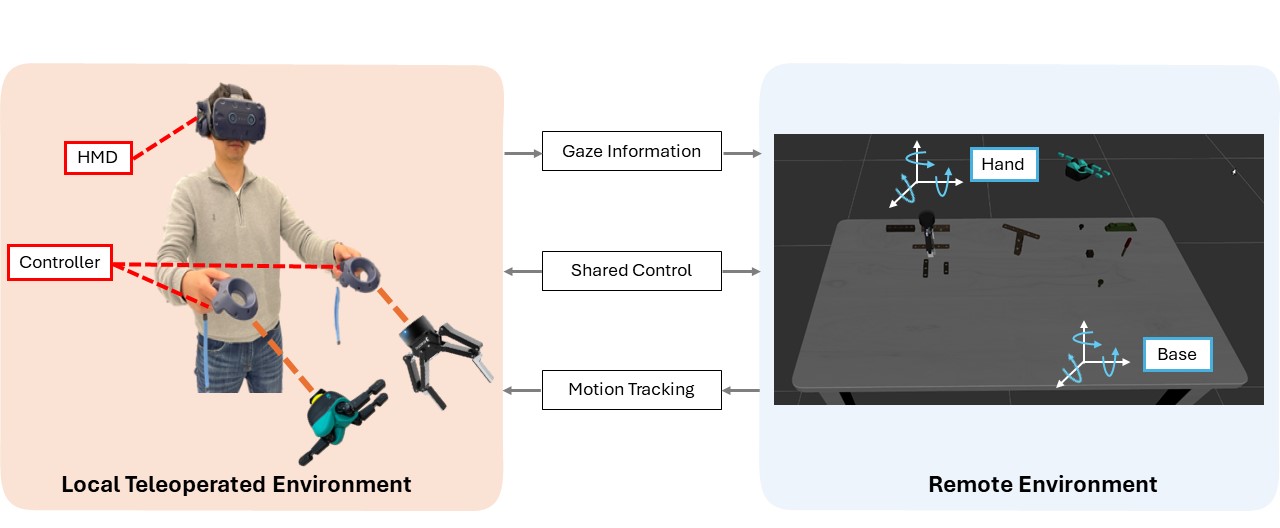 HMD
Controller
Local Teleoperated Environment
Gaze Information
Shared Control
Motion Tracking
Hand
Base
Remote Environment